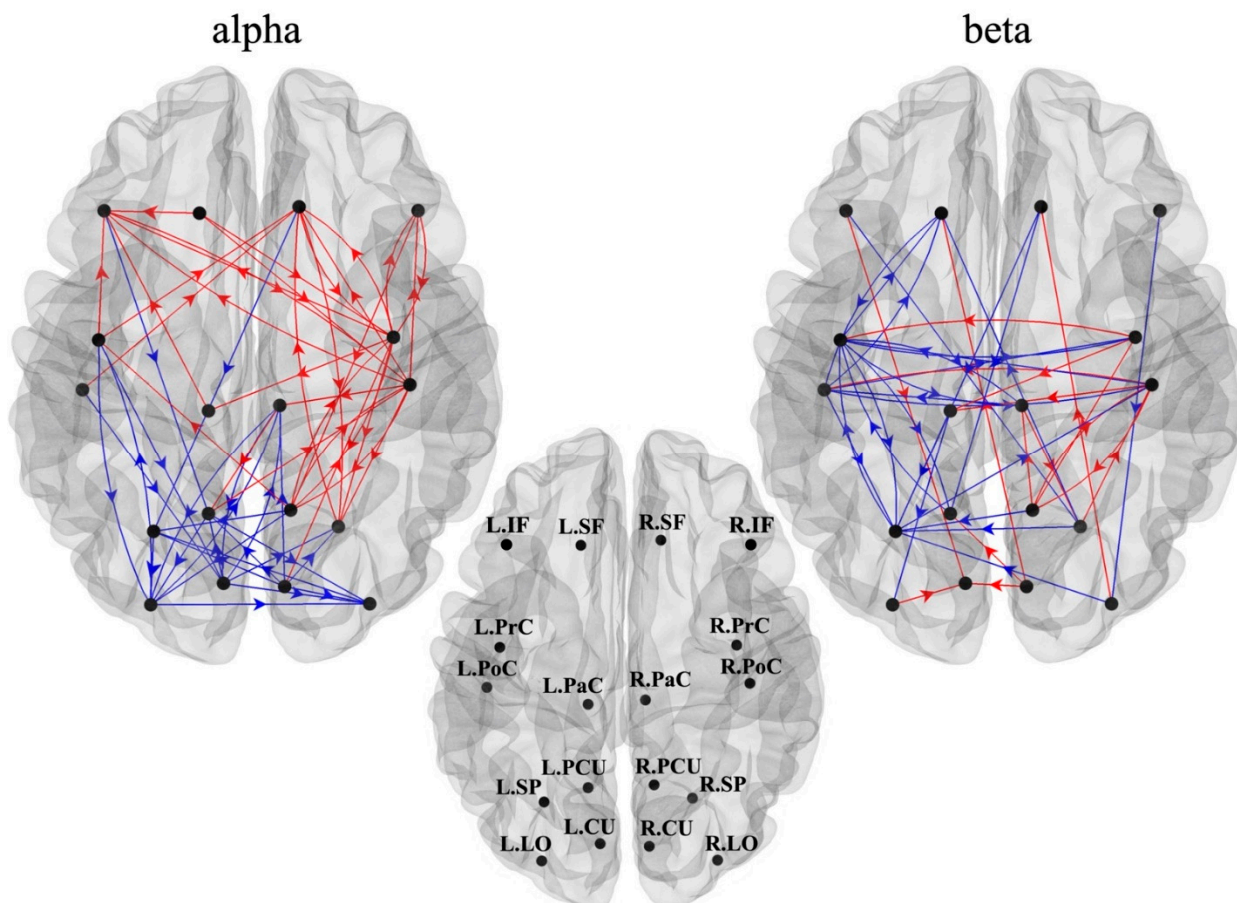 alpha
beta
L.IF
L.SF
R.SF
R.IF
L.PrC
R.PrC
L.PoC
R.PoC
L.PaC
R.PaC
L.PCU
R.PCU
L.SP
R.SP
L.CU
R.CU
L.LO
R.LO